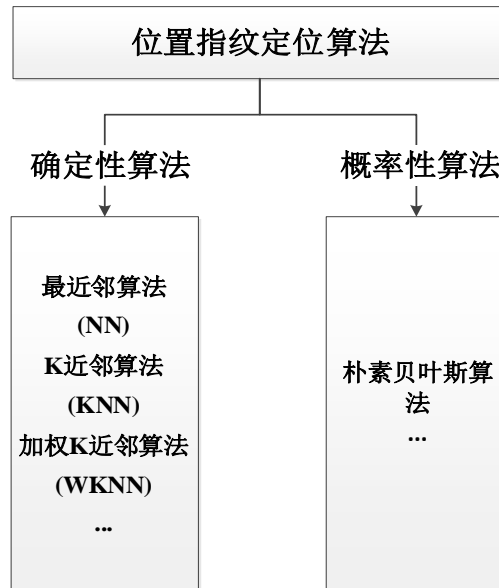 位置指纹定位算法
确定性算法
概率性算法
最近邻算法
(NN)
K近邻算法
(KNN)
加权K近邻算法
(WKNN)
...
朴素贝叶斯算
法
...